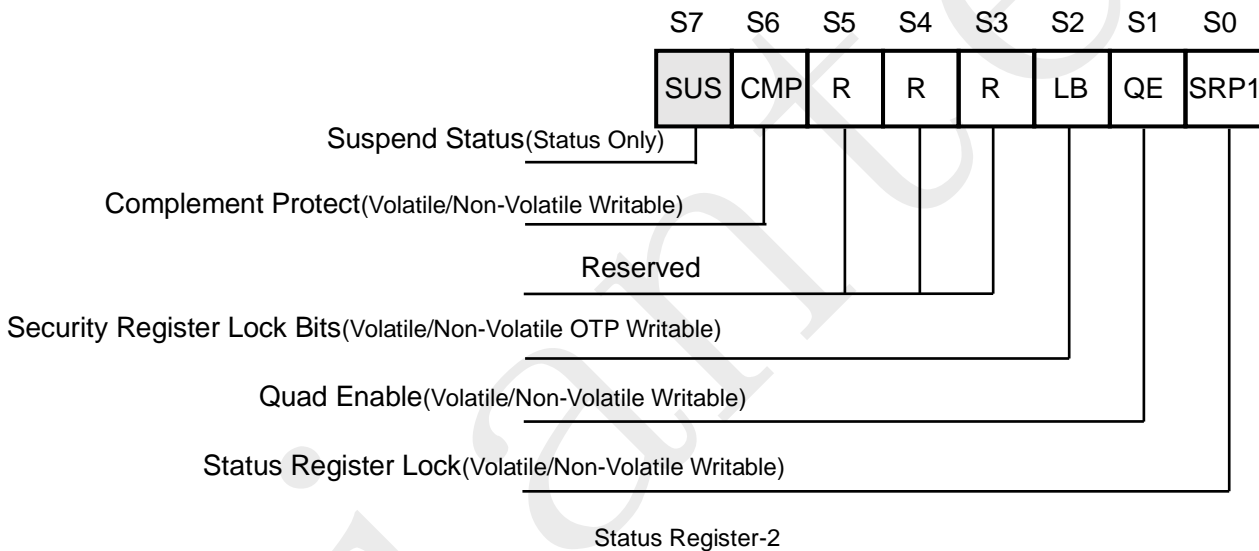 S7 S6 S5 S4 S3 S2 S1 S0
SUS CMP R R R LB QE SRP1
Suspend Status(Status Only)
Complement Protect(Volatile/Non-Volatile Writable)
Reserved
Security Register Lock Bits(Volatile/Non-Volatile OTP Writable)
Quad Enable(Volatile/Non-Volatile Writable)
Status Register Lock(Volatile/Non-Volatile Writable)
Status Register-2